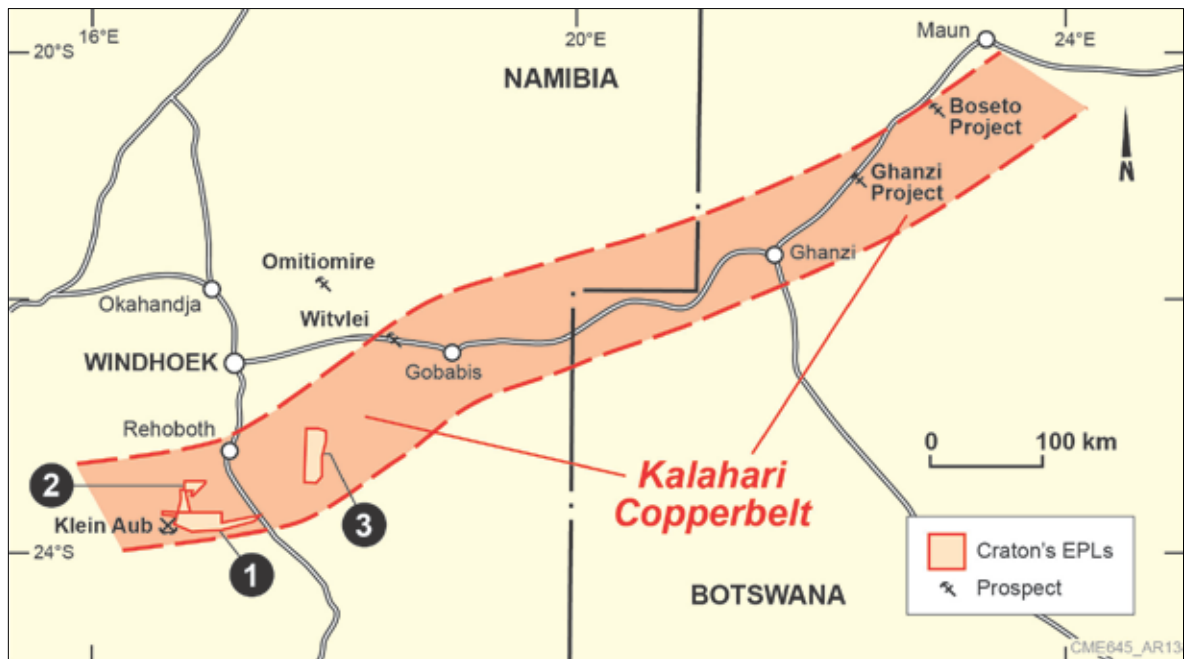 16°E
20°E
24°E
20°S
Maun
NAMIBIA
Boseto
Project
Ghanzi
Project
N
Omitiomire
Ghanzi
Okahandja
Witvlei
WINDHOEK
Gobabis
Rehoboth
0 100 km
2
Kalahari
Copperbelt
3
Klein Aub
24°S
1
BOTSWANA
Craton's EPLs
Prospect
CME645_AR13